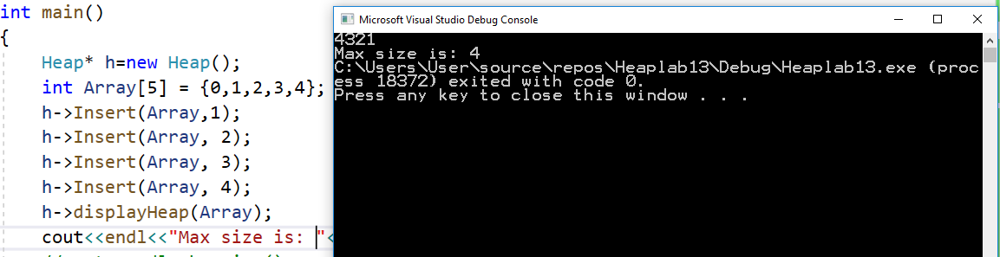 int main()
{
Heap* h=new Heap();
int Array[5] = {0,1,2,3,4};
h->Insert(Array,1);
h->Insert(Array, 2);
h->Insert(Array, 3);
h->Insert(Array, 4);
h->displayHeap(Array);
cout<<endl<<"Max size is: "<
Microsoft Visual Studio Debug Console
4321
Max size is: 4
C:\Users\User\source\repos\Heaplab13\Debug\Heaplab13.exe (proc
ess 18372) exited with code 0.
Press any key to close this window . . .